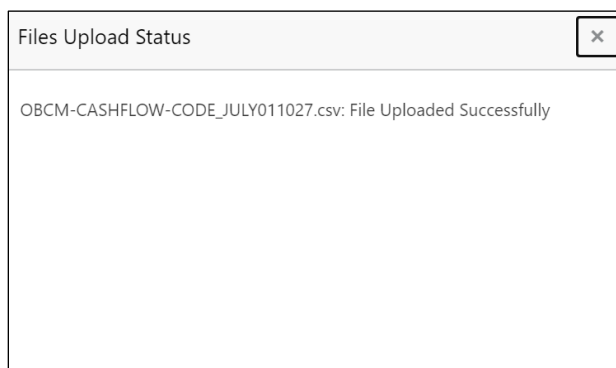 Files Upload Status
OBCM-CASHFLOW-CODE_JULY011027.csv: File Uploaded Successfully